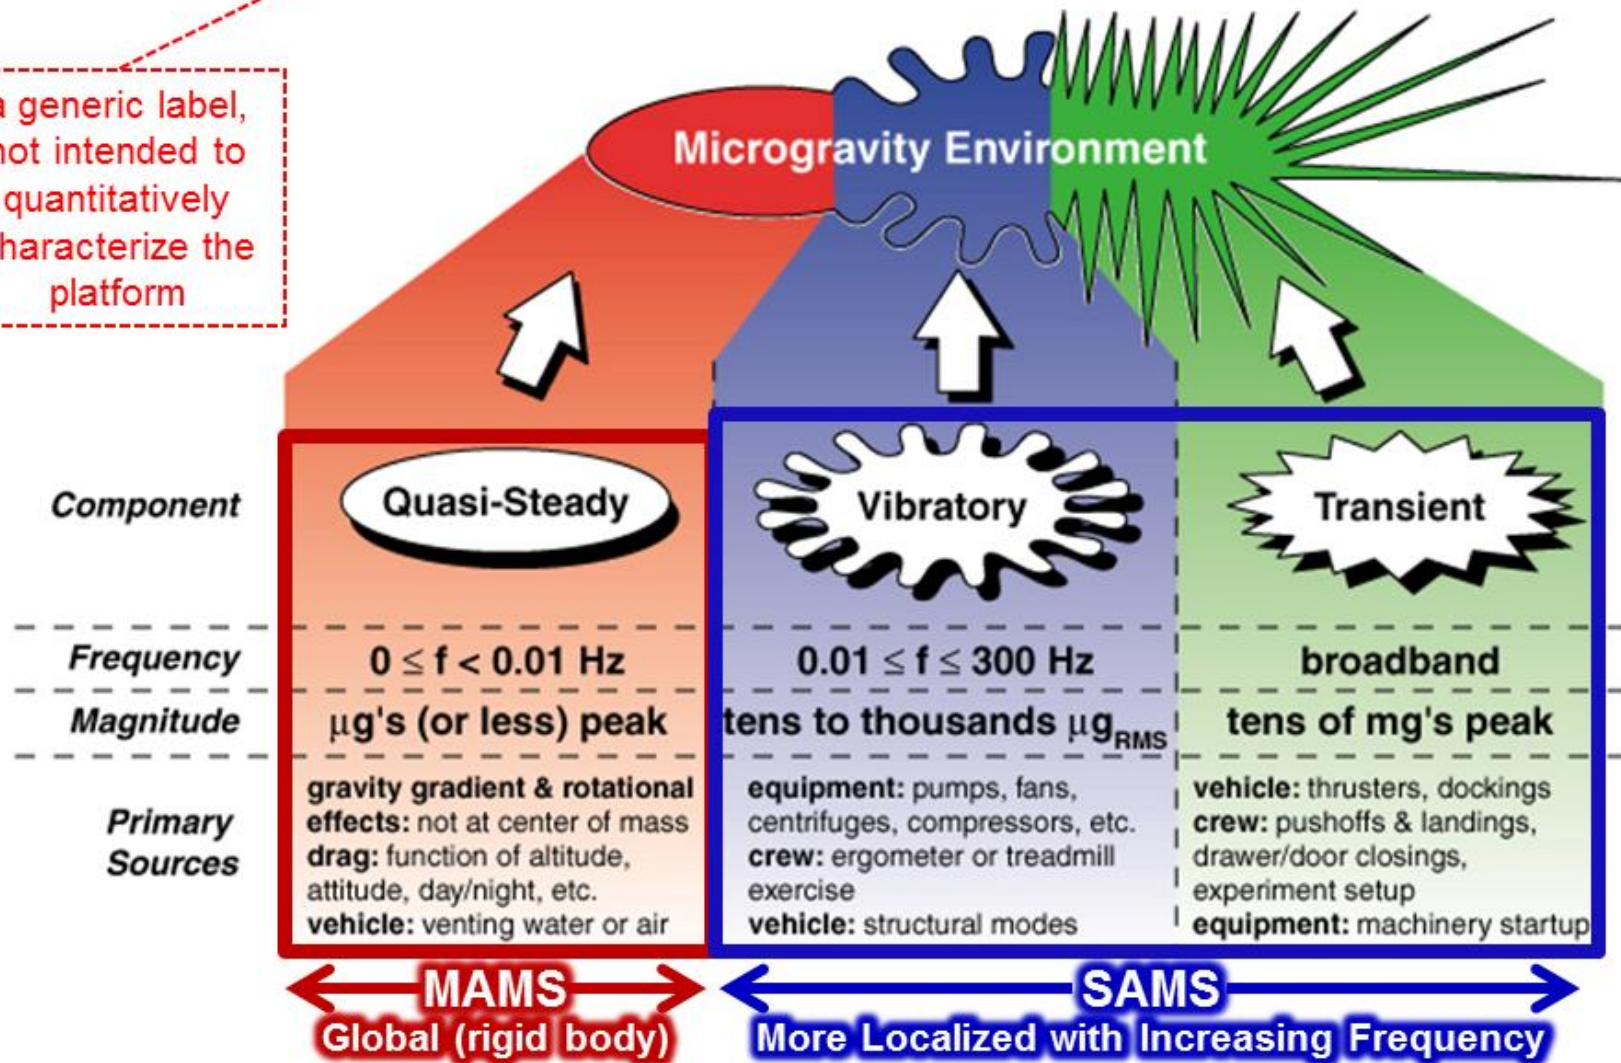 a generic label,
not intended to
quantitatively
characterize the
platform
Microgravity Environment
Component
Quasi-Steady
Vibratory
Transient
Frequency
0 ≤ f < 0.01 Hz
0.01 ≤ f ≤ 300 Hz
broadband
Magnitude
μg's (or less) peak
tens to thousands μgRMS
tens of mg's peak
Primary
Sources
gravity gradient & rotational
effects: not at center of mass
drag: function of altitude,
attitude, day/night, etc.
vehicle: venting water or air
equipment: pumps, fans,
centrifuges, compressors, etc.
crew: ergometer or treadmill
exercise
vehicle: structural modes
vehicle: thrusters, dockings
crew: pushoffs & landings,
drawer/door closings,
experiment setup
equipment: machinery startup
MAMS
Global (rigid body)
SAMS
More Localized with Increasing Frequency